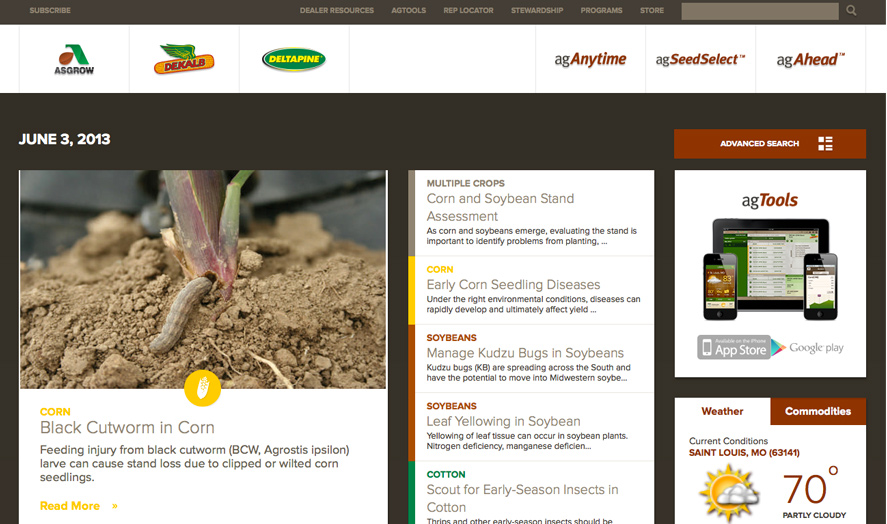 SUBSCRIBE
DEALER RESOURCES AGTOOLS REP LOCATOR STEWARDSHIP PROGRAMS STORE
ASGROW
DEKALB
DELTAPINE
agAnytime
agSeedSelect™
agAhead™
JUNE 3, 2013
ADVANCED SEARCH
CORN
Black Cutworm in Corn
Feeding injury from black cutworm (BCW, Agrostis ipsilon)
larve can cause stand loss due to clipped or wilted corn
seedlings.
Read More »
MULTIPLE CROPS
Corn and Soybean Stand
Assessment
As corn and soybeans emerge, evaluating the stand is
important to identify problems from planting, ...
CORN
Early Corn Seedling Diseases
Under the right environmental conditions, diseases can
rapidly develop and ultimately affect yield ...
SOYBEANS
Manage Kudzu Bugs in Soybeans
Kudzu bugs (KB) are spreading across the South and
have the potential to move into Midwestern soybe...
SOYBEANS
Leaf Yellowing in Soybean
Yellowing of leaf tissue can occur in soybean plants.
Nitrogen deficiency, manganese deficien...
COTTON
Scout for Early-Season Insects in
Cotton
Thrips and other early-season insects should be
agTools
Available on the iPhone
App Store
Google play
Weather
Commodities
Current Conditions
SAINT LOUIS, MO (63141)
70°
PARTLY CLOUDY